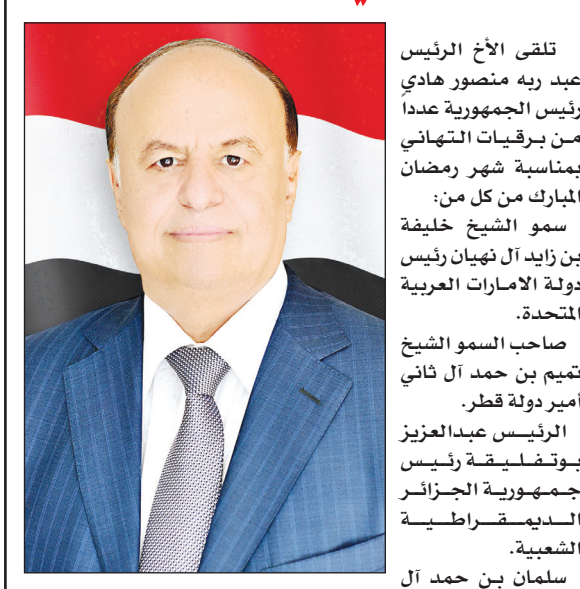 تلقى الأخ الرئيس
عبد ربه منصور هادي
رئيس الجمهورية عدداً
من برقيات التهاني
بمناسبة شهر رمضان
المبارك من كل من:
سمو الشيخ خليفة
بن زايد آل نهيان رئيس
دولة الامارات العربية
المتحدة.
صاحب السمو الشيخ
تميم بن حمد آل ثاني
أمير دولة قطر.
الرئيس عبدالعزيز
بوتفليقة رئيس
جمهورية الجزائر
الديمقراطية
الشعبية.
سلمان بن حمد آل